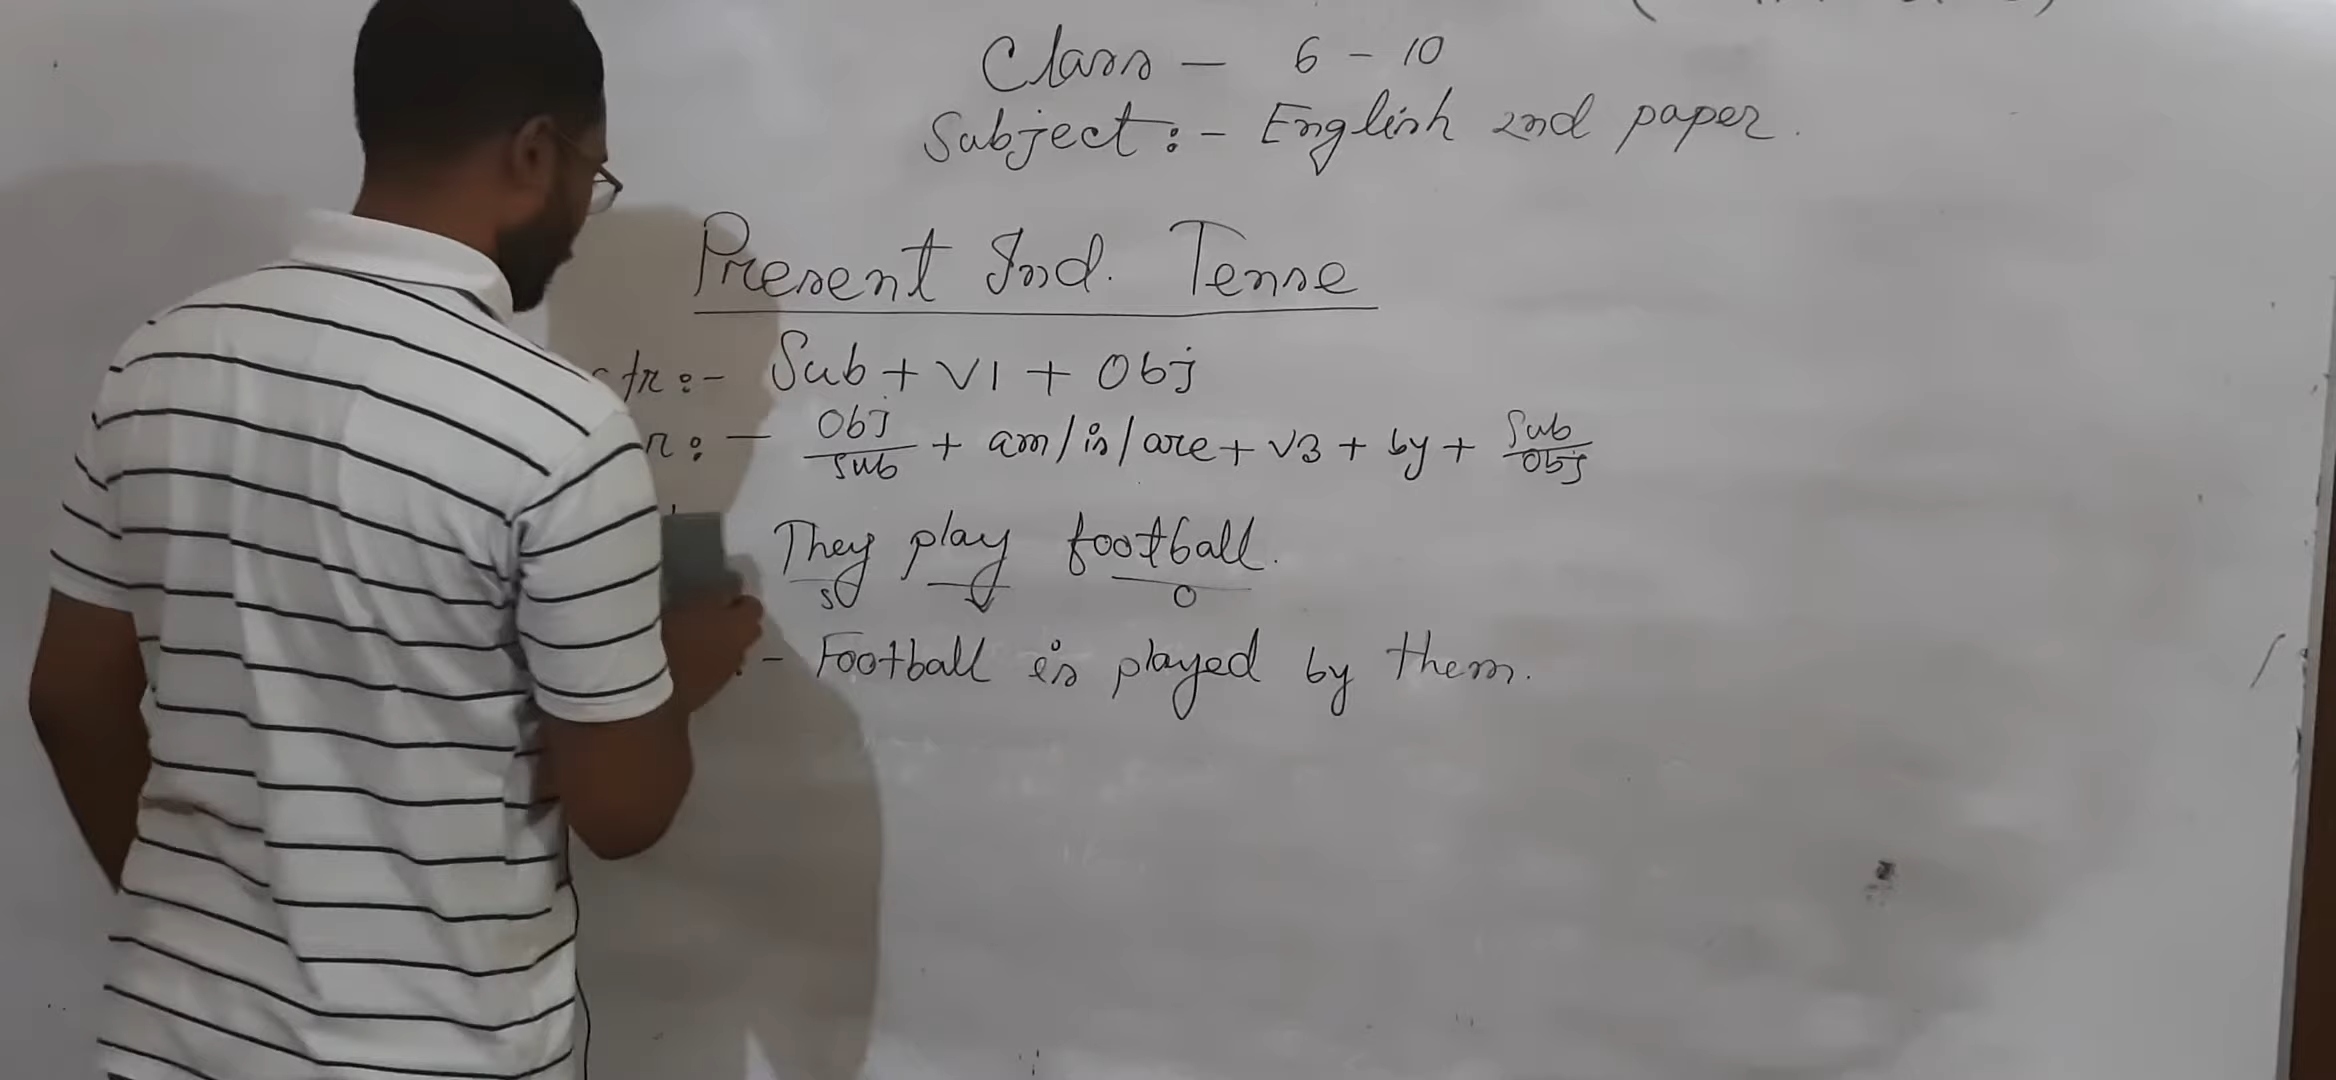 Class - 6 - 10
Subject :- English 2nd paper.
Present Ind. Tense
str :- Sub + V1 + Obj
r : - Obj/Sub + am/is/are + V3 + by + Sub/Obj
They play football.
S V O
- Football is played by them.